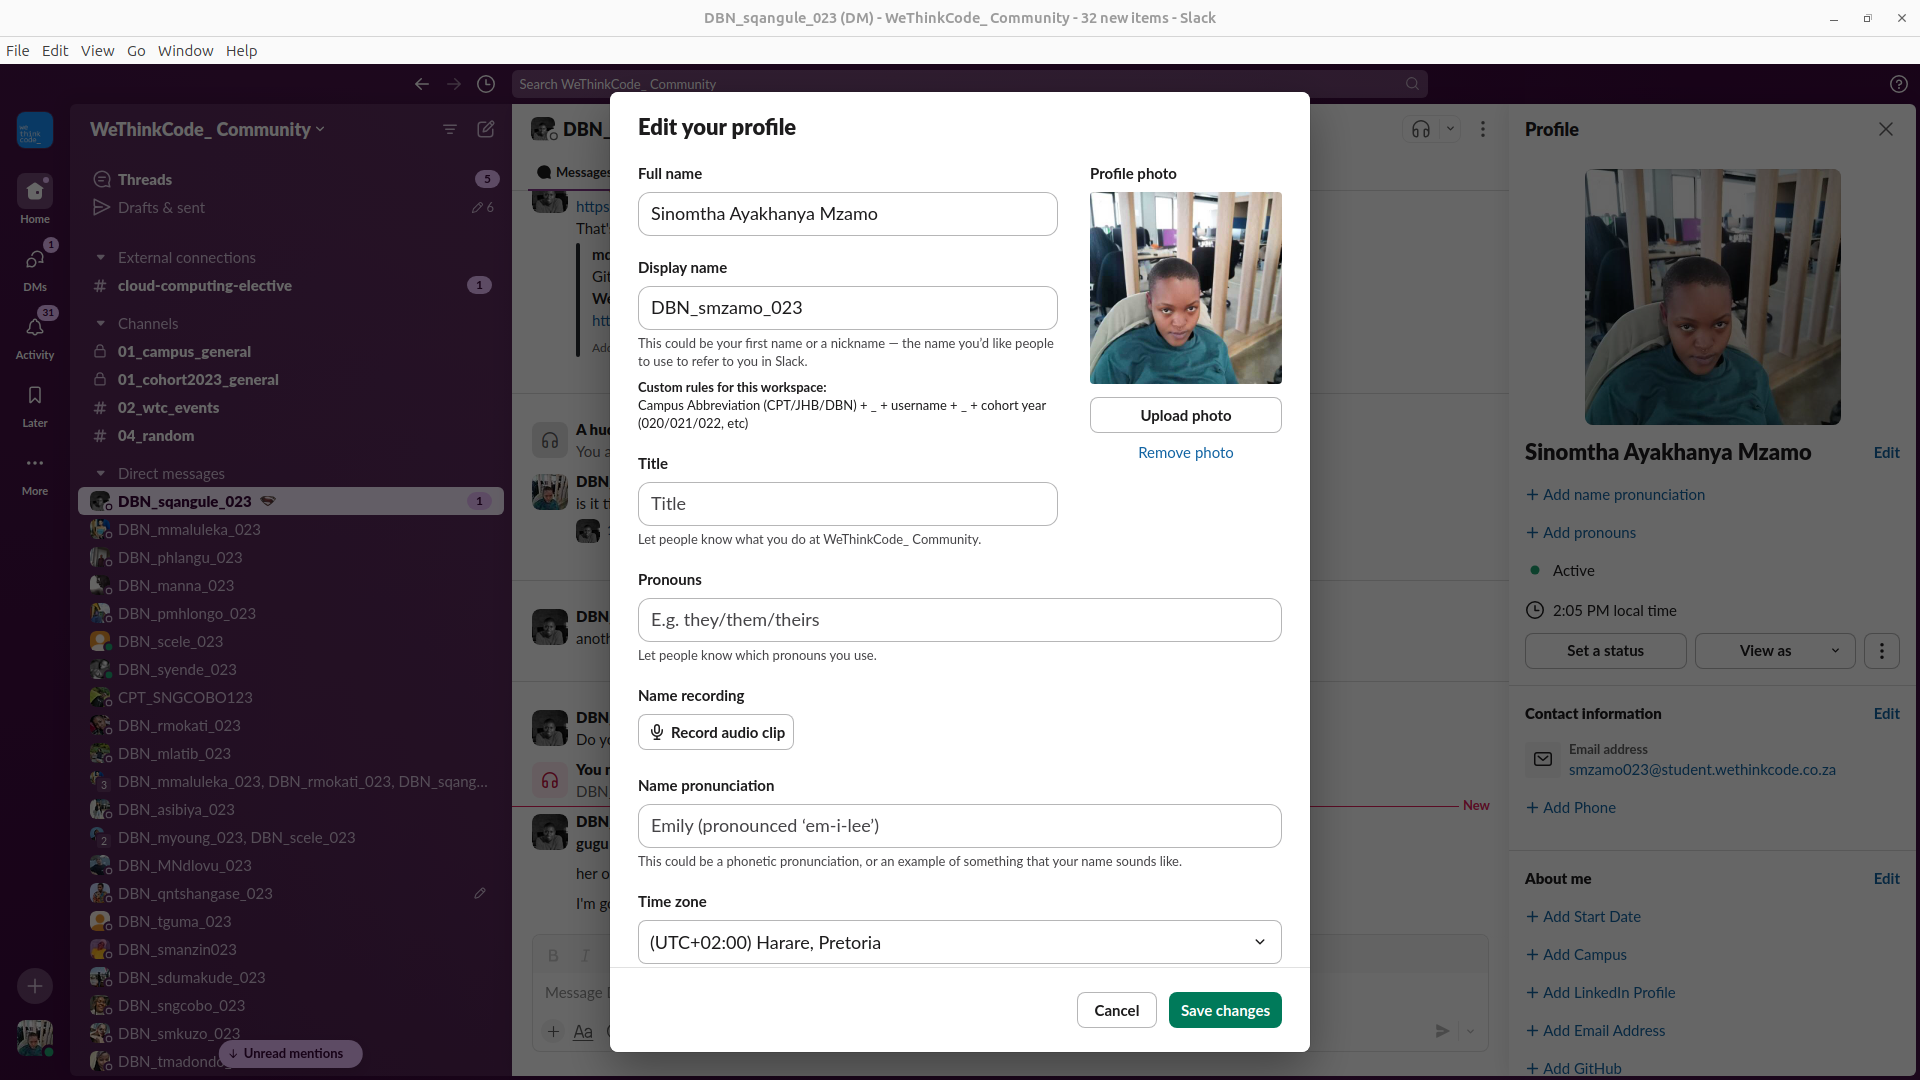 DBN_sqangule_023 (DM) - WeThinkCode_ Community - 32 new items - Slack
File Edit View Go Window Help
Search WeThinkCode_ Community
we think code_
Home
1
DMs
31
Activity
Later
More
WeThinkCode_ Community
Threads 5
Drafts & sent 6
External connections
# cloud-computing-elective 1
Channels
01_campus_general
01_cohort2023_general
# 02_wtc_events
# 04_random
Direct messages
DBN_sqangule_023 1
DBN_mmaluleka_023
DBN_phlangu_023
DBN_manna_023
DBN_pmhlongo_023
DBN_scele_023
DBN_syende_023
CPT_SNGCOBO123
DBN_rmokati_023
DBN_mlatib_023
3 DBN_mmaluleka_023, DBN_rmokati_023, DBN_sqang...
DBN_asibiya_023
2 DBN_myoung_023, DBN_scele_023
DBN_MNdlovu_023
DBN_qntshangase_023
DBN_tguma_023
DBN_smanzin023
DBN_sdumakude_023
DBN_sngcobo_023
DBN_smkuzo_023
DBN_tmadondo_
Unread mentions
DBN_
Messages
https
That'
mo
Git
We
htt
Add
A hud
You a
DBN
is it t
DBN
anoth
DBN
Do yo
You m
DBN
New
DBN
gugu
her o
I'm go
B I
Message
Aa
Edit your profile
Full name
Sinomtha Ayakhanya Mzamo
Display name
DBN_smzamo_023
This could be your first name or a nickname — the name you'd like people
to use to refer to you in Slack.
Custom rules for this workspace:
Campus Abbreviation (CPT/JHB/DBN) + _ + username + _ + cohort year
(020/021/022, etc)
Title
Title
Let people know what you do at WeThinkCode_ Community.
Profile photo
Upload photo
Remove photo
Pronouns
E.g. they/them/theirs
Let people know which pronouns you use.
Name recording
Record audio clip
Name pronunciation
Emily (pronounced ‘em-i-lee’)
This could be a phonetic pronunciation, or an example of something that your name sounds like.
Time zone
(UTC+02:00) Harare, Pretoria
Cancel Save changes
Profile
Sinomtha Ayakhanya Mzamo Edit
+ Add name pronunciation
+ Add pronouns
Active
2:05 PM local time
Set a status View as
Contact information Edit
Email address
smzamo023@student.wethinkcode.co.za
+ Add Phone
About me Edit
+ Add Start Date
+ Add Campus
+ Add LinkedIn Profile
+ Add Email Address
+ Add GitHub